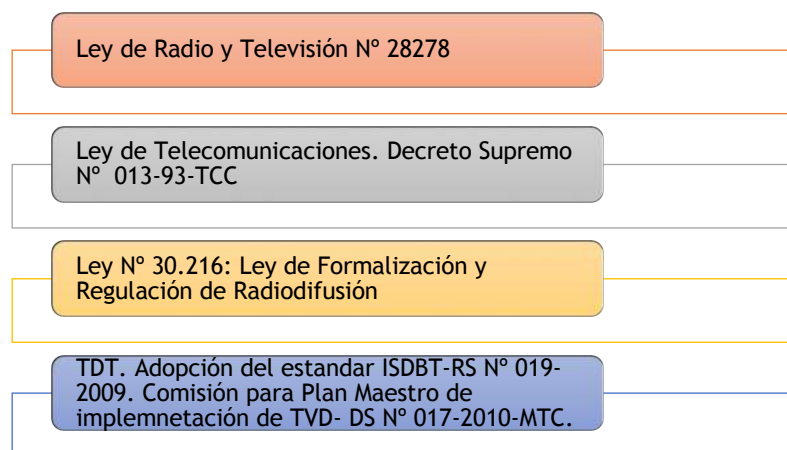 Ley de Radio y Televisión Nº 28278
Ley de Telecomunicaciones. Decreto Supremo
Nº  013-93-TCC
Ley Nº 30.216: Ley de Formalización y
Regulación de Radiodifusión
TDT. Adopción del estandar ISDBT-RS Nº 019-
2009. Comisión para Plan Maestro de
implemnetación de TVD- DS Nº 017-2010-MTC.